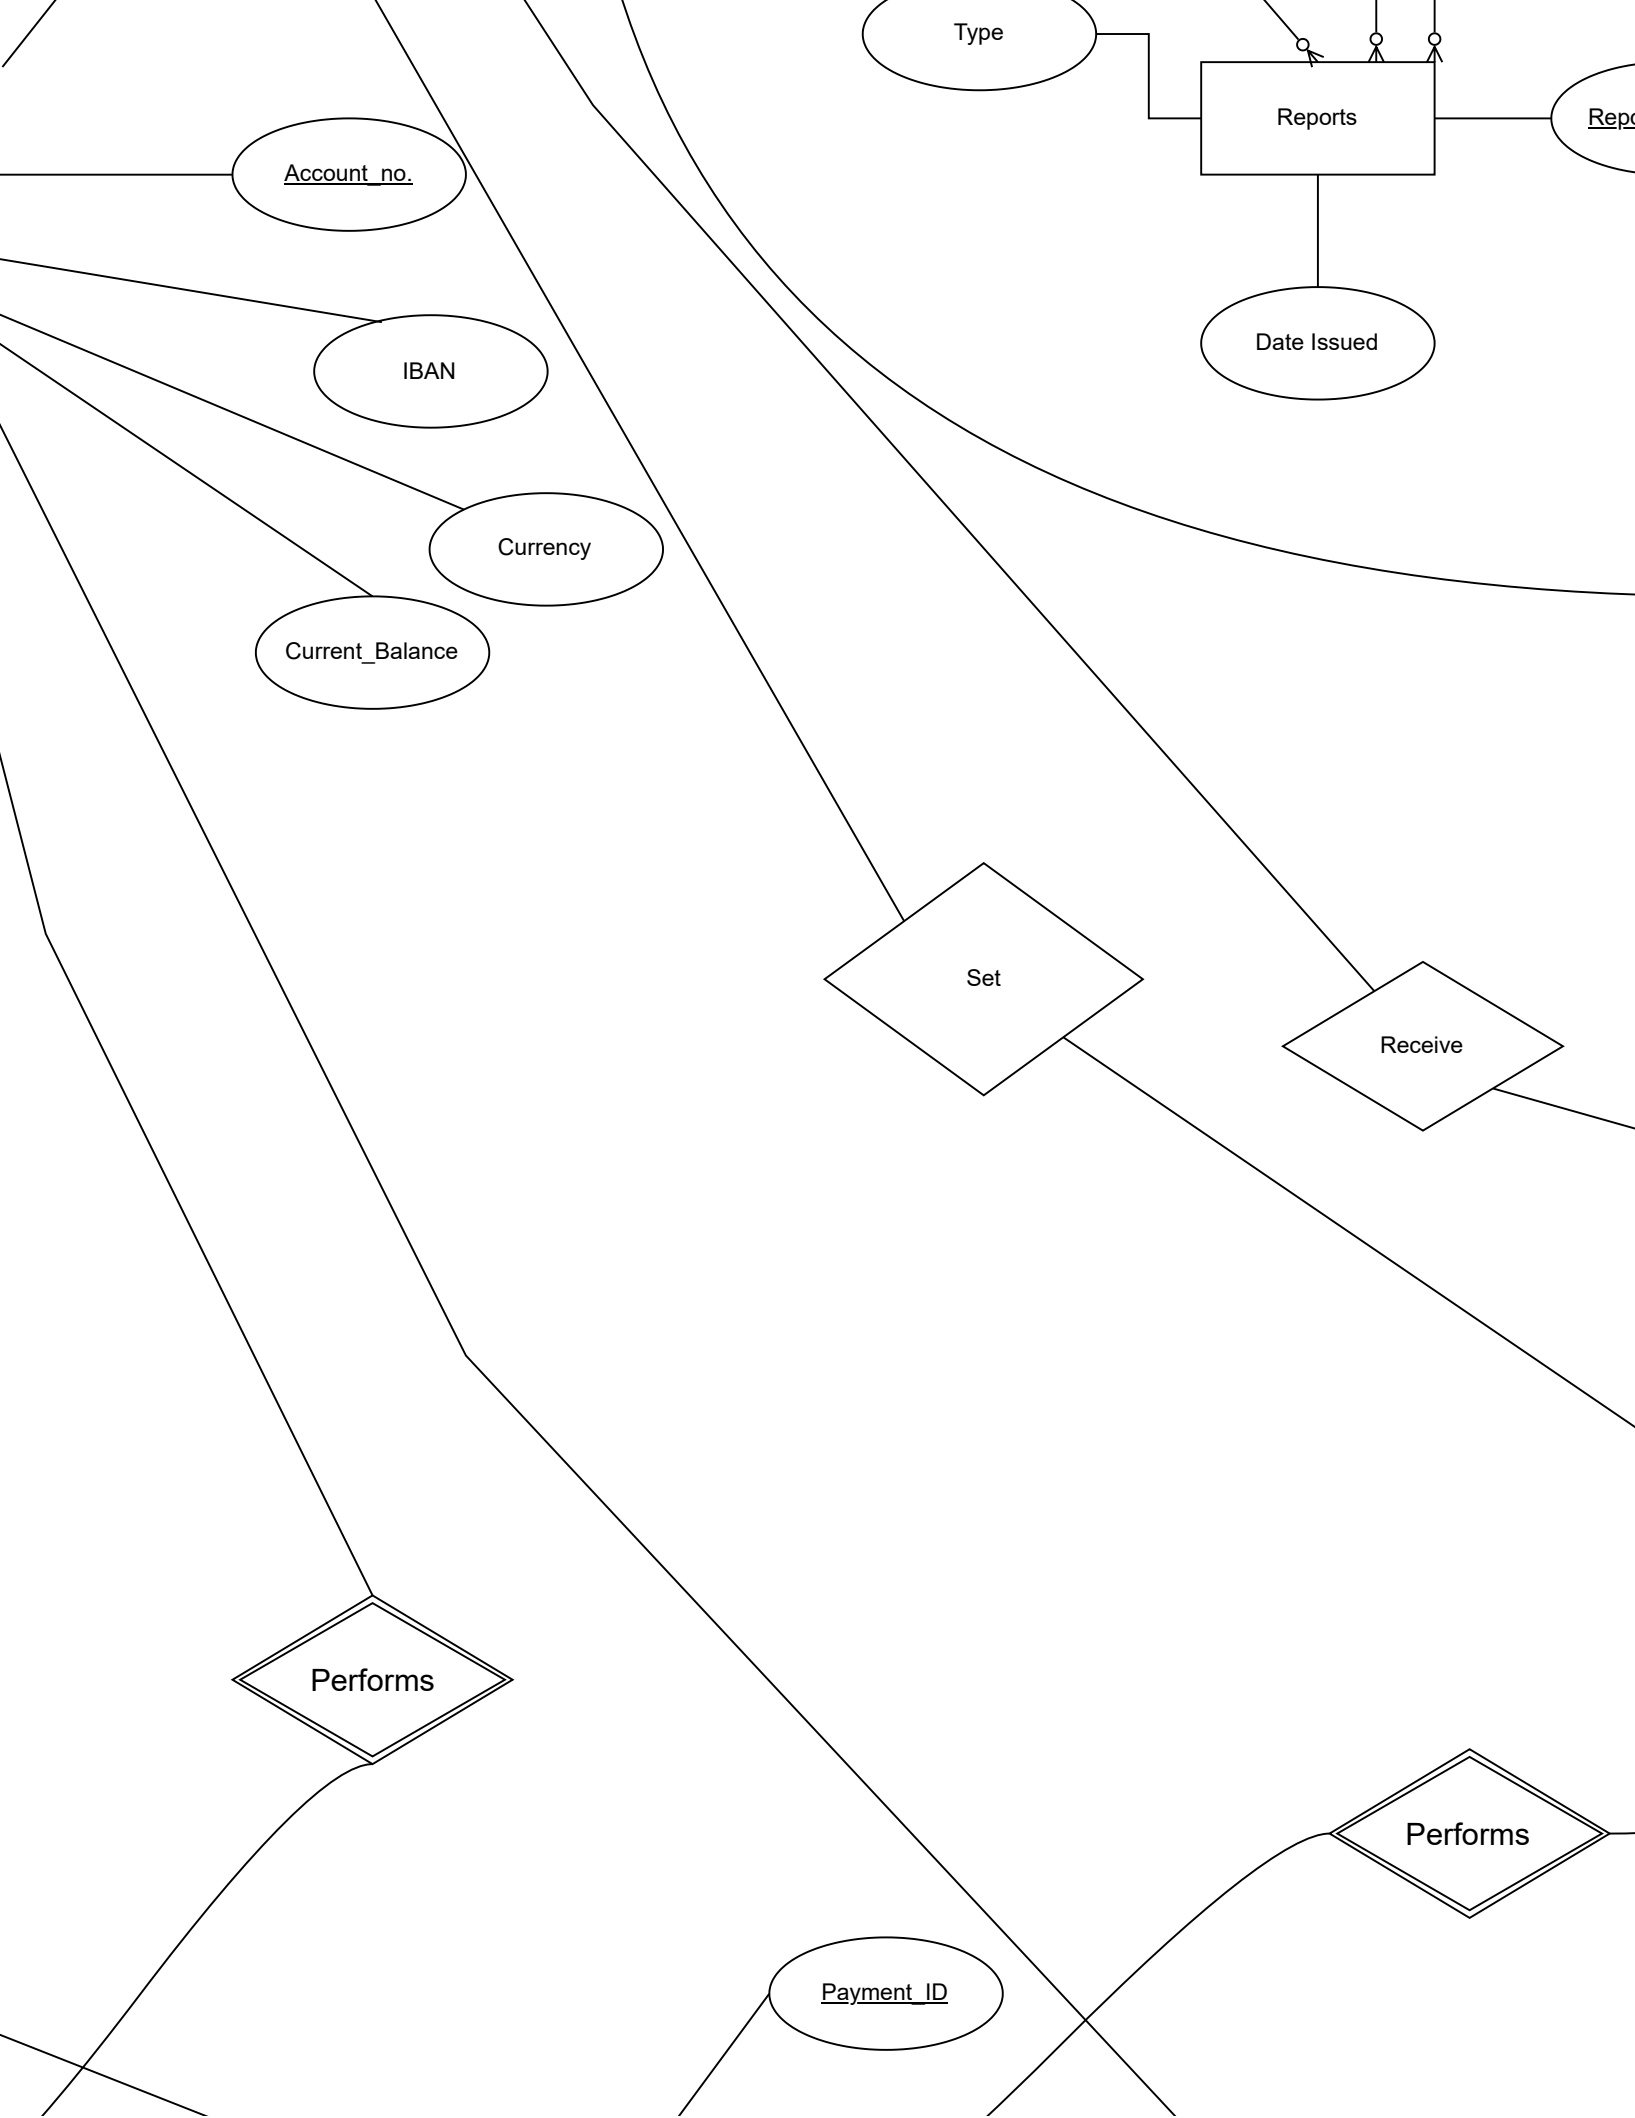 Type
Reports
Account_no.
Date Issued
IBAN
Currency
Current_Balance
Set
Receive
Performs
Performs
Payment_ID